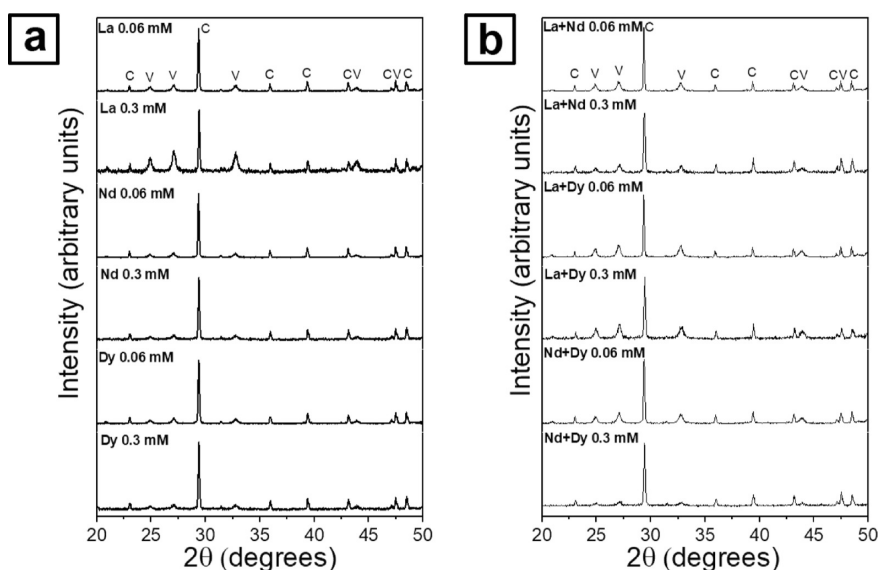 a
La 0.06 mM
C
C V V V C C C V C V C
La 0.3 mM
Nd 0.06 mM
Nd 0.3 mM
Dy 0.06 mM
Dy 0.3 mM
Intensity (arbitrary units)
20 25 30 35 40 45 50
2θ (degrees)
b
La+Nd 0.06 mM
C
C V V V C C C V C V C
La+Nd 0.3 mM
La+Dy 0.06 mM
La+Dy 0.3 mM
Nd+Dy 0.06 mM
Nd+Dy 0.3 mM
Intensity (arbitrary units)
20 25 30 35 40 45 50
2θ (degrees)